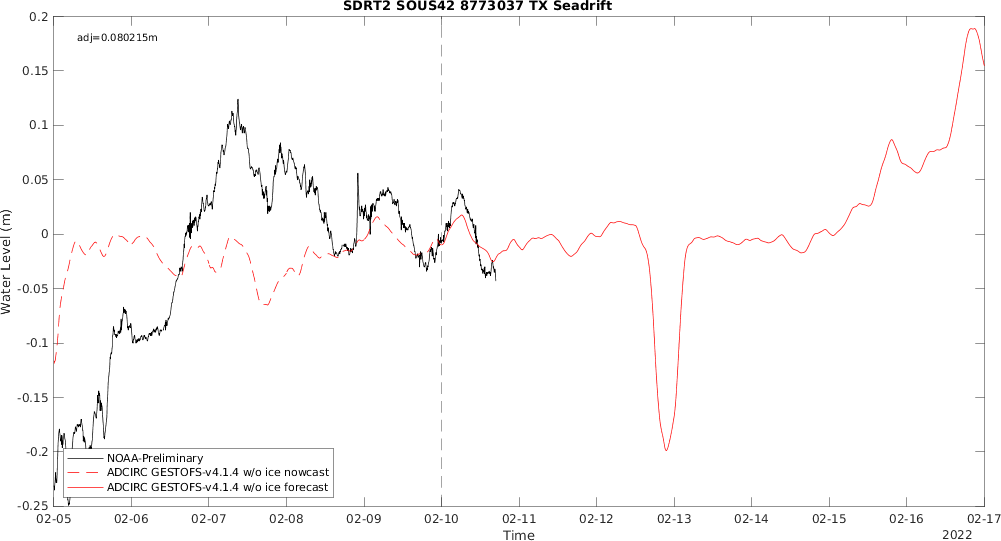 SDRT2 SOUS42 8773037 TX Seadrift
adj=0.080215m
0.2
0.15
0.1
0.05
0
-0.05
-0.1
-0.15
-0.2
-0.25
Water Level (m)
NOAA-Preliminary
ADCIRC GESTOFS-v4.1.4 w/o ice nowcast
ADCIRC GESTOFS-v4.1.4 w/o ice forecast
02-05 02-06 02-07 02-08 02-09 02-10 02-11 02-12 02-13 02-14 02-15 02-16 02-17
Time
2022